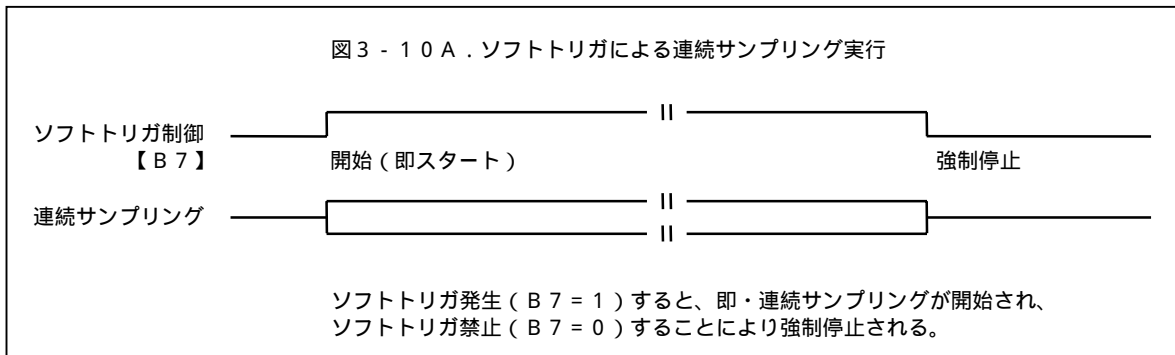 図３-１０Ａ．ソフトトリガによる連続サンプリング実行
ソフトトリガ制御
【Ｂ７】
開始（即スタート）
強制停止
連続サンプリング
ソフトトリガ発生（Ｂ７＝１）すると、即・連続サンプリングが開始され、
ソフトトリガ禁止（Ｂ７＝０）することにより強制停止される。